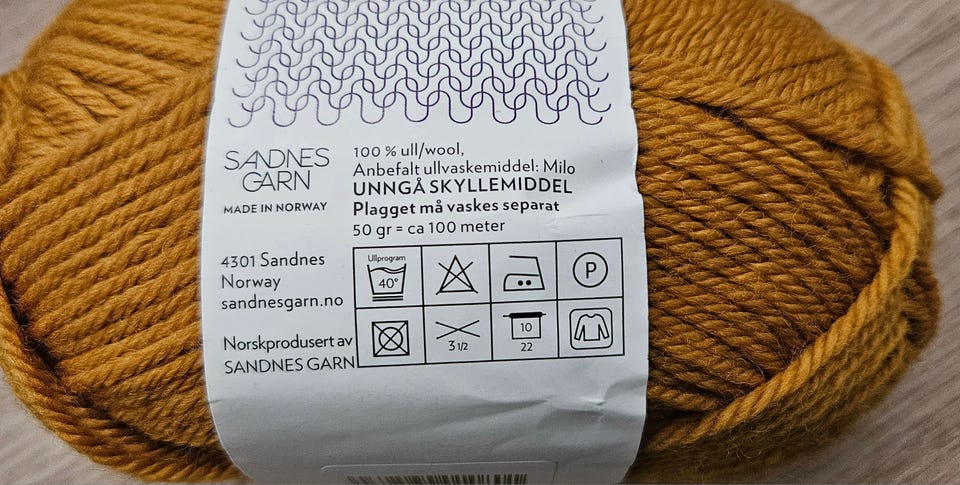 SANDNES
GARN
MADE IN NORWAY
4301 Sandnes
Norway
sandnesgarn.no
Norskprodusert av
SANDNES GARN
100 % ull/wool,
Anbefalt ullvaskemiddel: Milo
UNNGÅ SKYLLEMIDDEL
Plagget må vaskes separat
50 gr = ca 100 meter
Ullprogram
40°
P
3 1/2
10
22